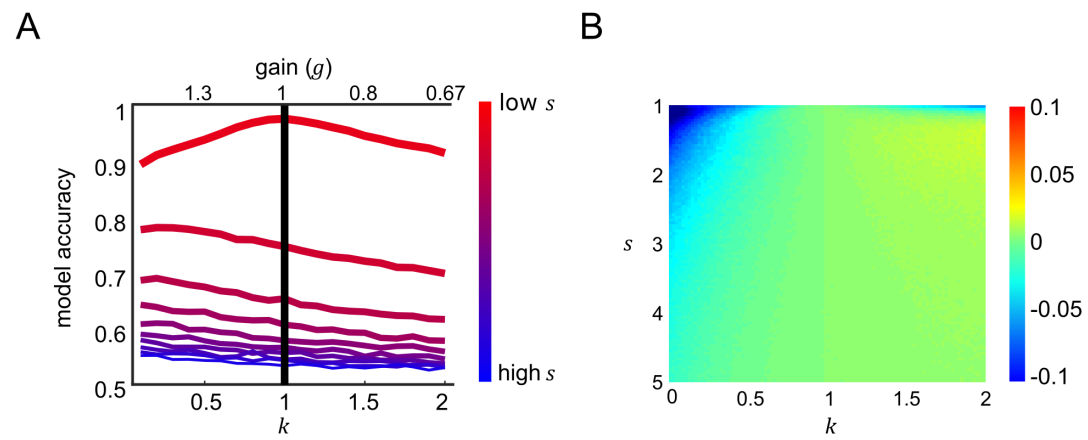 A
gain (g)
1.3 1 0.8 0.67
1
0.9
0.8
0.7
0.6
0.5
model accuracy
0.5 1 1.5 2
k
low s
high s
B
1
2
3
4
5
s
0 0.5 1 1.5 2
k
0.1
0.05
0
-0.05
-0.1